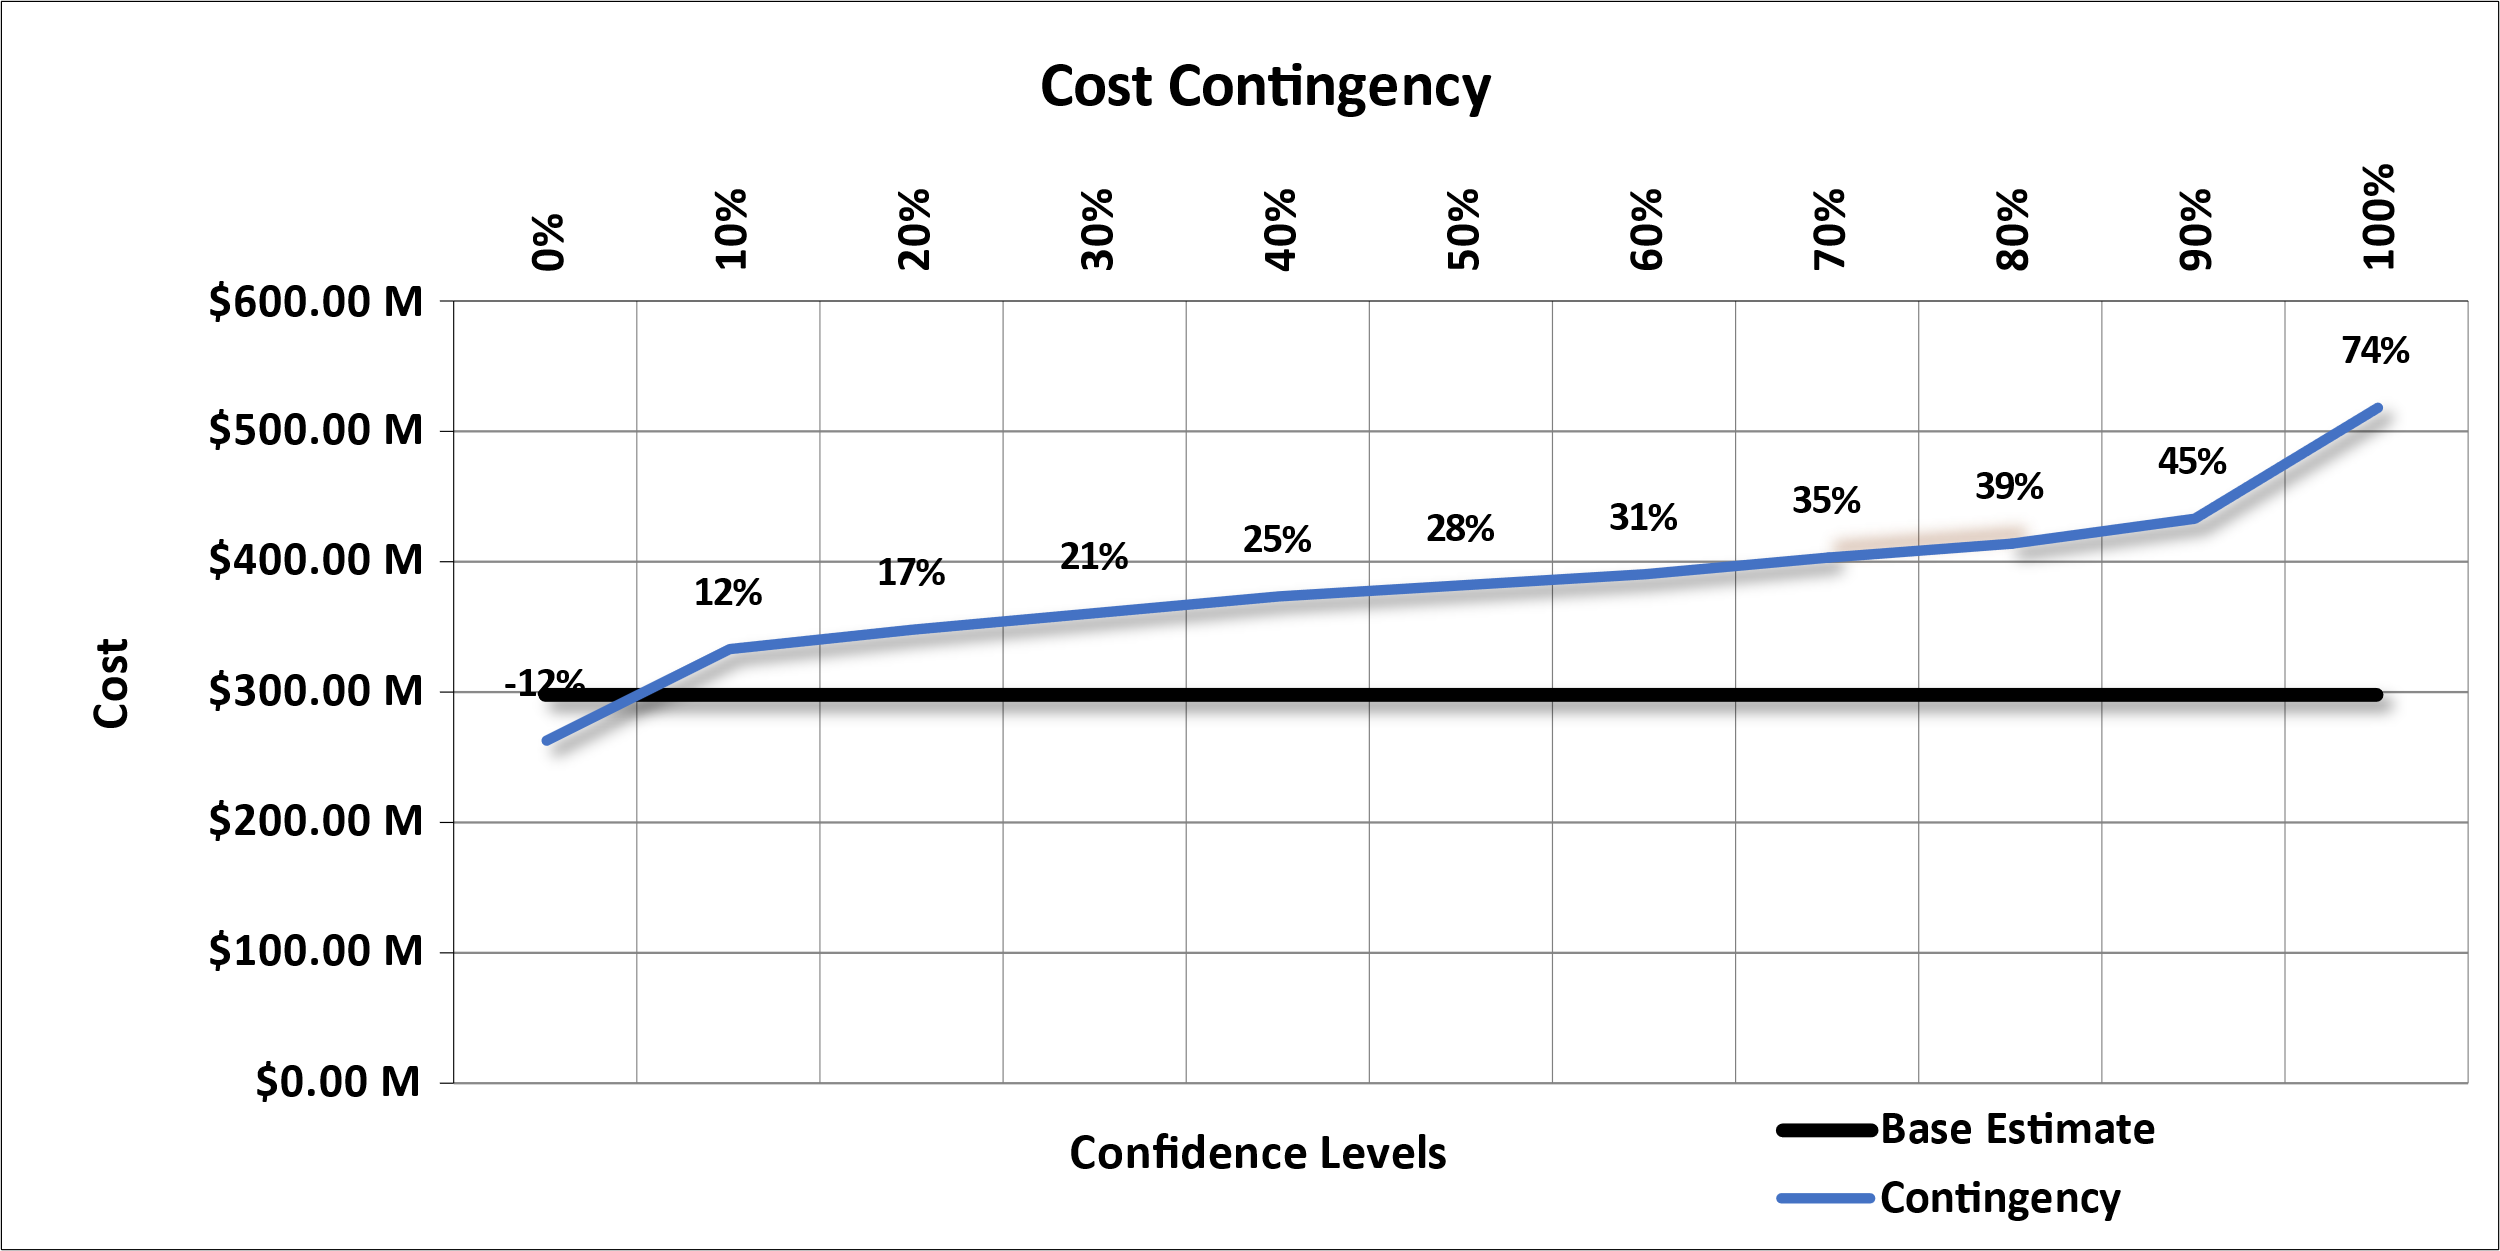 Cost Contingency
0%
10%
20%
30%
40%
50%
60%
70%
80%
90%
100%
$600.00 M
$500.00 M
$400.00 M
$300.00 M
$200.00 M
$100.00 M
$0.00 M
Cost
-12%
12%
17%
21%
25%
28%
31%
35%
39%
45%
74%
Confidence Levels
Base Estimate
Contingency